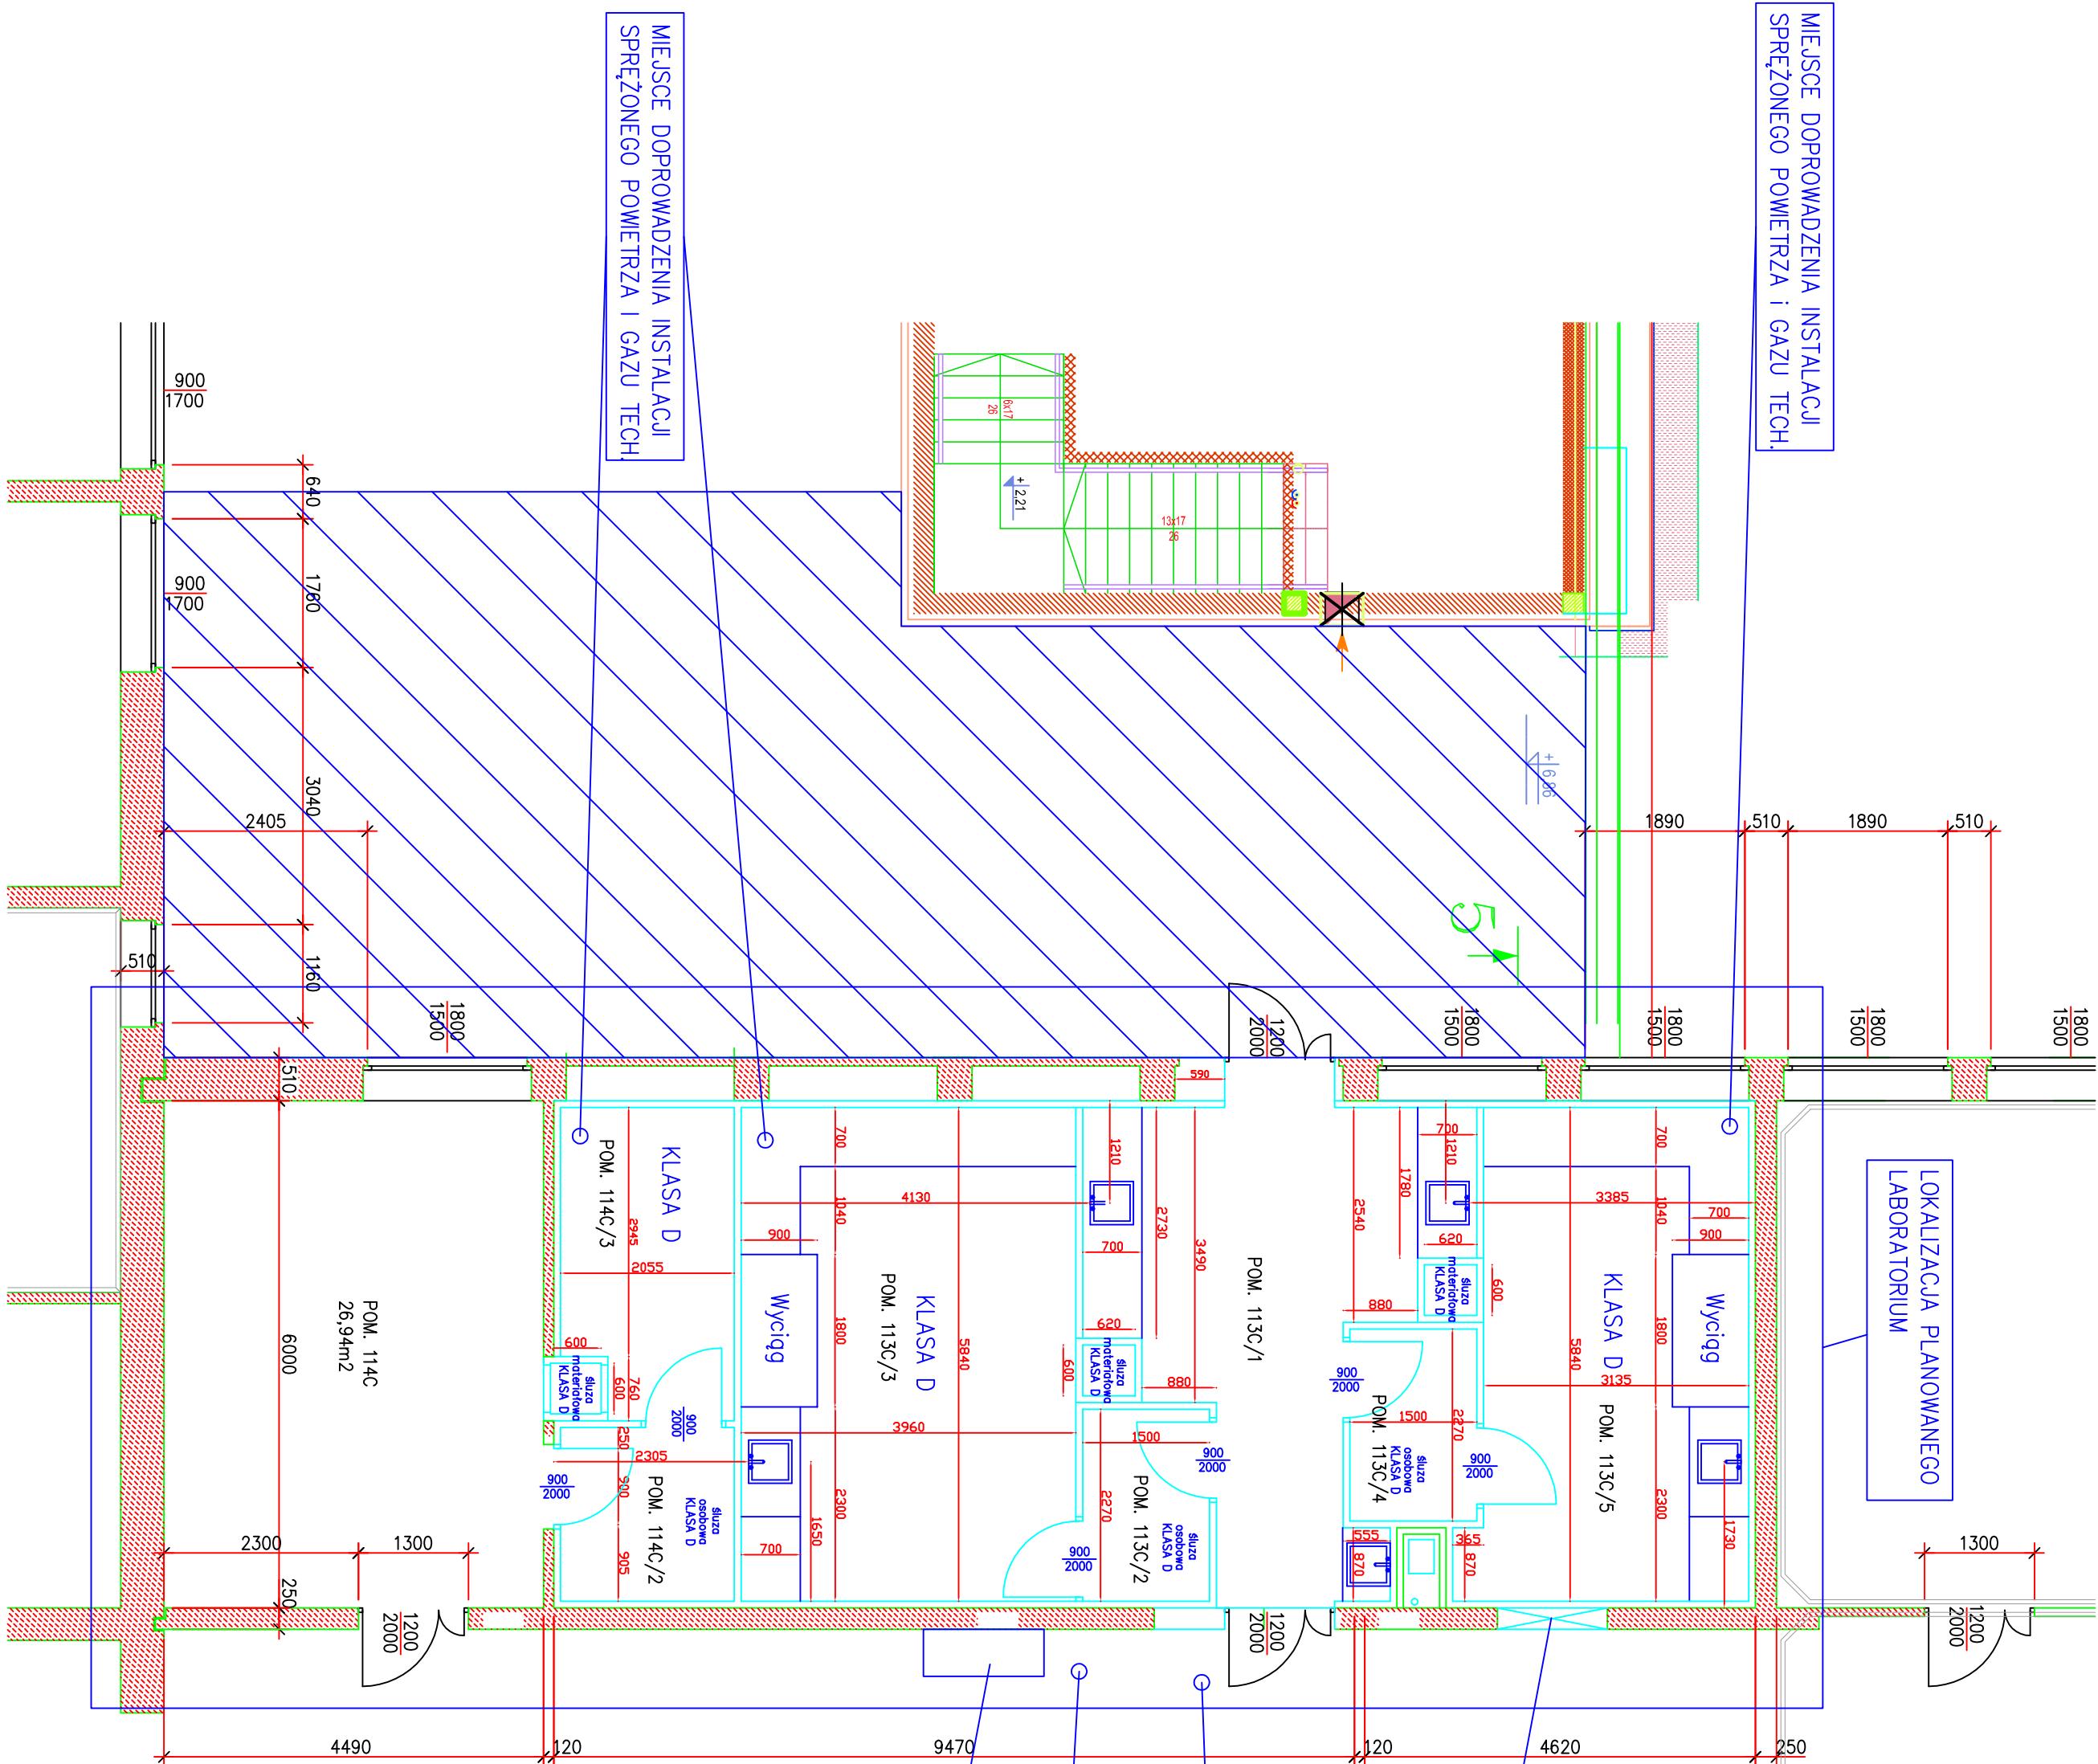 MIEJSCE DOPROWADZENIA INSTALACJI
SPRĘŻONEGO POWIETRZA I GAZU TECH.
MIEJSCE DOPROWADZENIA INSTALACJI
SPRĘŻONEGO POWIETRZA i GAZU TECH.
LOKALIZACJA PLANOWANEGO
LABORATORIUM
900
1700
900
1700
640
1760
3040
1160
2405
510
6x17
26
13x17
26
+ 2,21
+ 6,86
5
1890
510
1890
510
1800
1500
1200
2000
1800
1500
1800
1500
1800
1500
1800
1500
510
6000
250
POM. 114C
26,94m2
2300
1300
1200
2000
POM. 114C/3
KLASA D
2945
2055
600
śluza
materiałowa
KLASA D
760
600
900
2000
250
2305
900
905
900
2000
POM. 114C/2
śluza
osobowa
KLASA D
700
1040
1800
2300
4130
900
Wyciąg
POM. 113C/3
KLASA D
5840
3960
1650
700
590
1210
2730
3490
700
620
śluza
materiałowa
KLASA D
600
880
1500
2270
900
2000
POM. 113C/2
śluza
osobowa
KLASA D
900
2000
POM. 113C/1
1200
2000
2540
1780
700
1210
620
śluza
materiałowa
KLASA D
600
880
900
2000
1500
2270
POM. 113C/4
śluza
osobowa
KLASA D
900
2000
555
870
365
870
700
1040
1800
2300
3385
700
900
Wyciąg
KLASA D
5840
3135
POM. 113C/5
1730
1300
1200
2000
4490
120
9470
120
4620
250